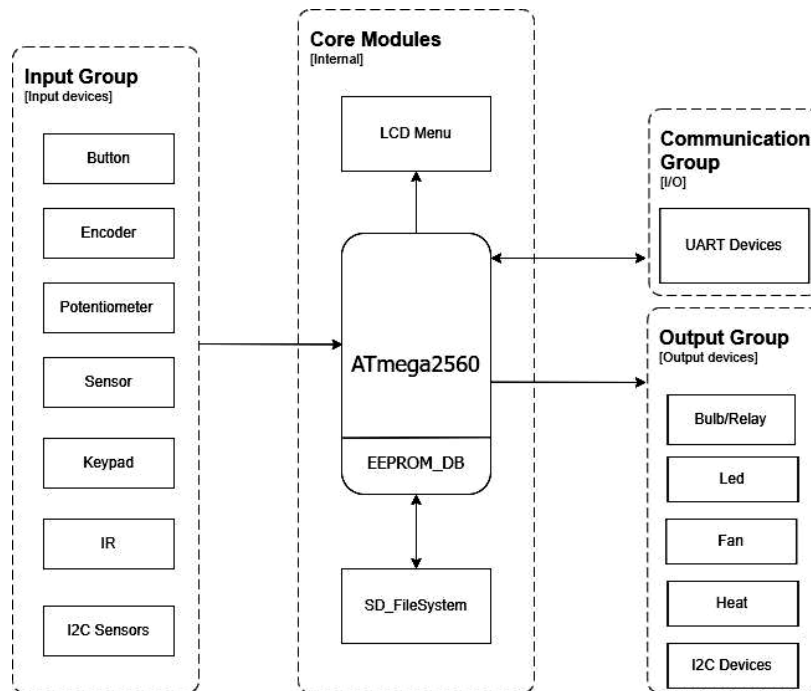 Input Group
[Input devices]
Button
Encoder
Potentiometer
Sensor
Keypad
IR
I2C Sensors
Core Modules
[Internal]
LCD Menu
ATmega2560
EEPROM_DB
SD_FileSystem
Communication
Group
[I/O]
UART Devices
Output Group
[Output devices]
Bulb/Relay
Led
Fan
Heat
I2C Devices